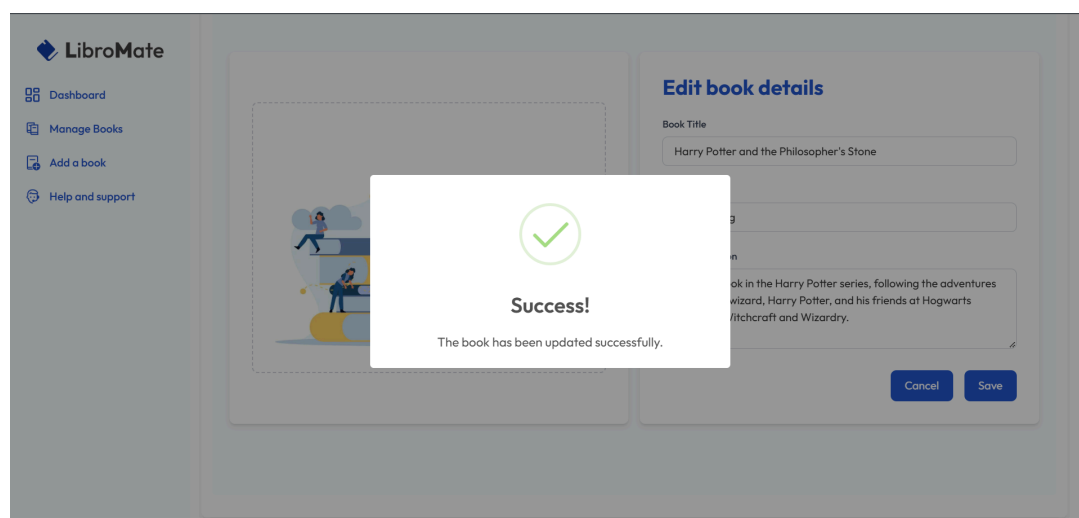 LibroMate
Dashboard
Manage Books
Add a book
Help and support
Edit book details
Book Title
Harry Potter and the Philosopher's Stone
Success!
The book has been updated successfully.
in the Harry Potter series, following the adventures
wizard, Harry Potter, and his friends at Hogwarts
and Wizardry.
Cancel
Save